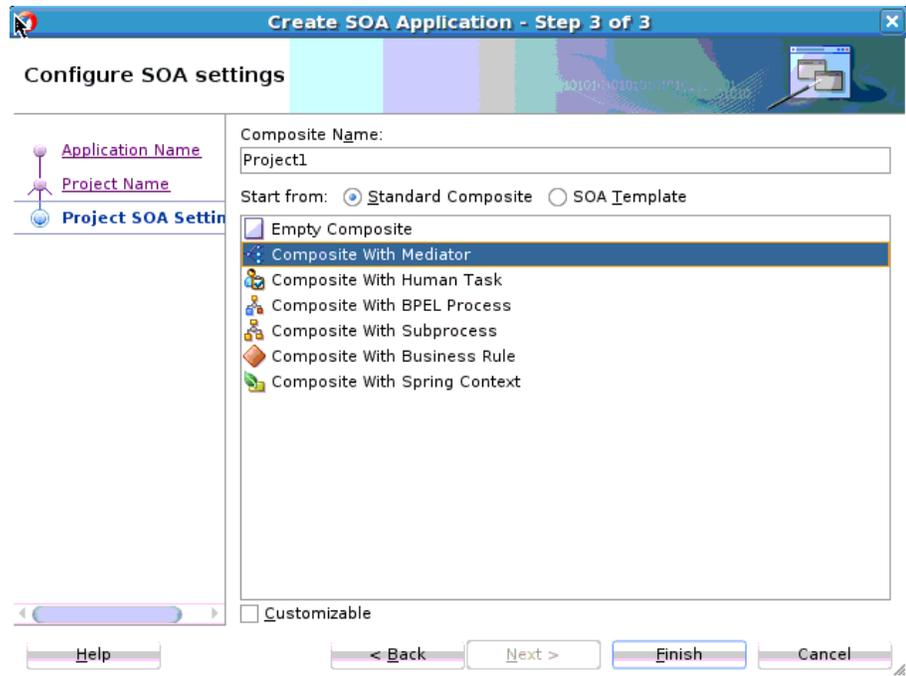 Create SOA Application - Step 3 of 3
Configure SOA settings
Application Name
Project Name
Project SOA Settin
Composite Name:
Project1
Start from: Standard Composite SOA Template
Empty Composite
Composite With Mediator
Composite With Human Task
Composite With BPEL Process
Composite With Subprocess
Composite With Business Rule
Composite With Spring Context
Customizable
Help < Back Next > Finish Cancel